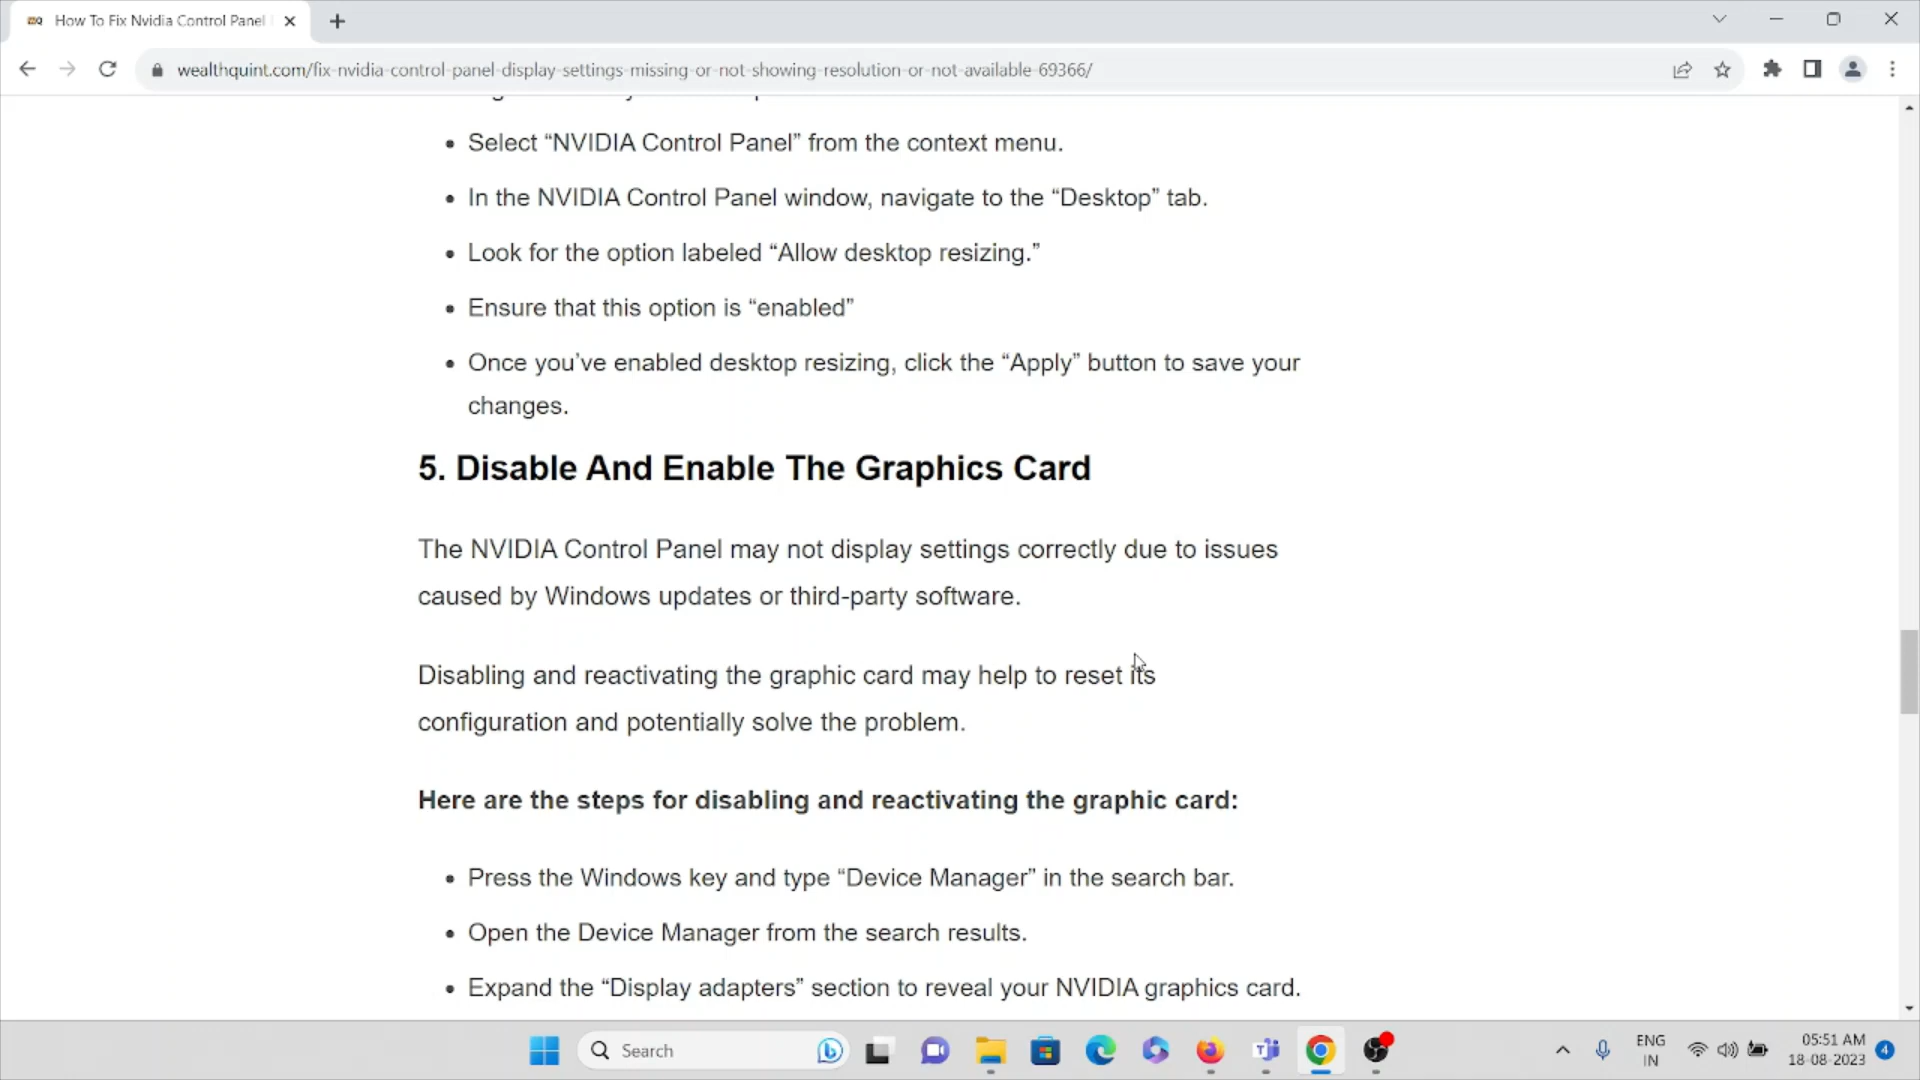 How To Fix Nvidia Control Panel
wealthquint.com/fix-nvidia-control-panel-display-settings-missing-or-not-showing-resolution-or-not-available-69366/
• Select “NVIDIA Control Panel” from the context menu.
• In the NVIDIA Control Panel window, navigate to the “Desktop” tab.
• Look for the option labeled “Allow desktop resizing.”
• Ensure that this option is “enabled”
• Once you’ve enabled desktop resizing, click the “Apply” button to save your
changes.
5. Disable And Enable The Graphics Card
The NVIDIA Control Panel may not display settings correctly due to issues
caused by Windows updates or third-party software.
Disabling and reactivating the graphic card may help to reset its
configuration and potentially solve the problem.
Here are the steps for disabling and reactivating the graphic card:
• Press the Windows key and type “Device Manager” in the search bar.
• Open the Device Manager from the search results.
• Expand the “Display adapters” section to reveal your NVIDIA graphics card.
Search
ENG
IN
05:51 AM
18-08-2023
4